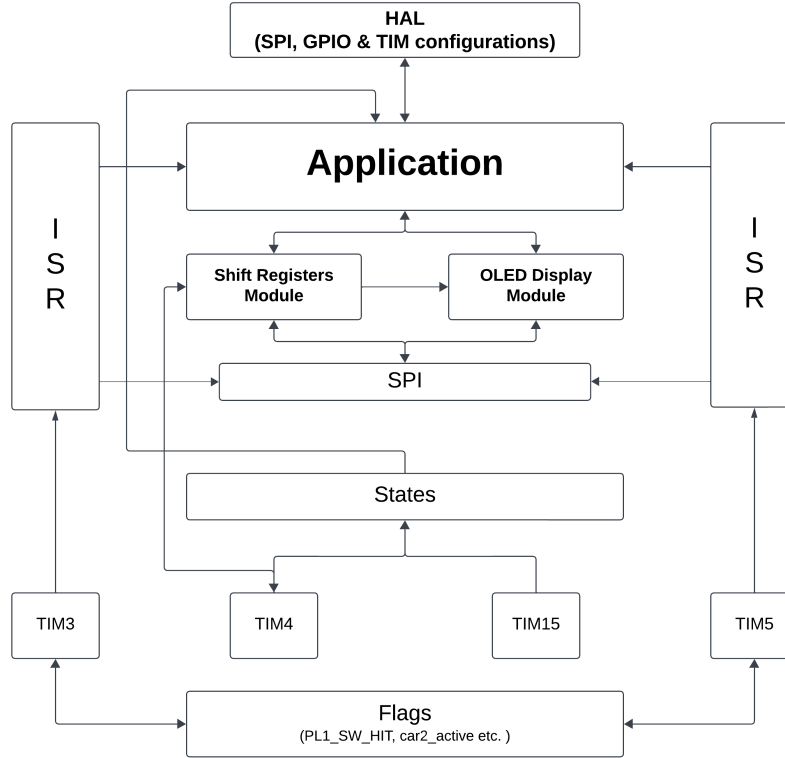 HAL
(SPI, GPIO & TIM configurations)
Application
I
S
R
I
S
R
Shift Registers
Module
OLED Display
Module
SPI
States
TIM3
TIM4
TIM15
TIM5
Flags
(PL1_SW_HIT, car2_active etc. )